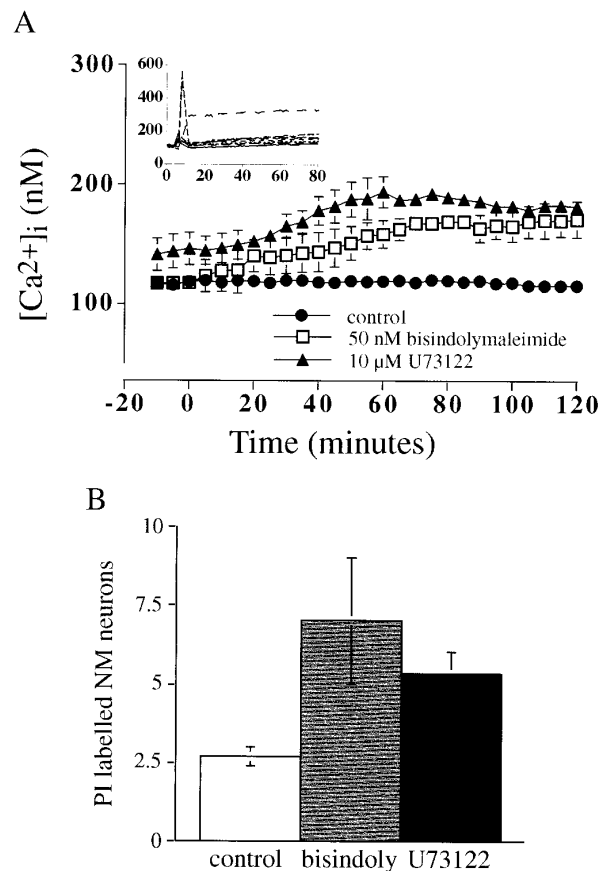 A
[Ca2+]i (nM)
300
200
100
600
400
200
0
0 20 40 60 80
control
50 nM bisindolymaleimide
10 µM U73122
-20 0 20 40 60 80 100 120
Time (minutes)
B
PI labelled NM neurons
10
7.5
5
2.5
0
control bisindoly U73122